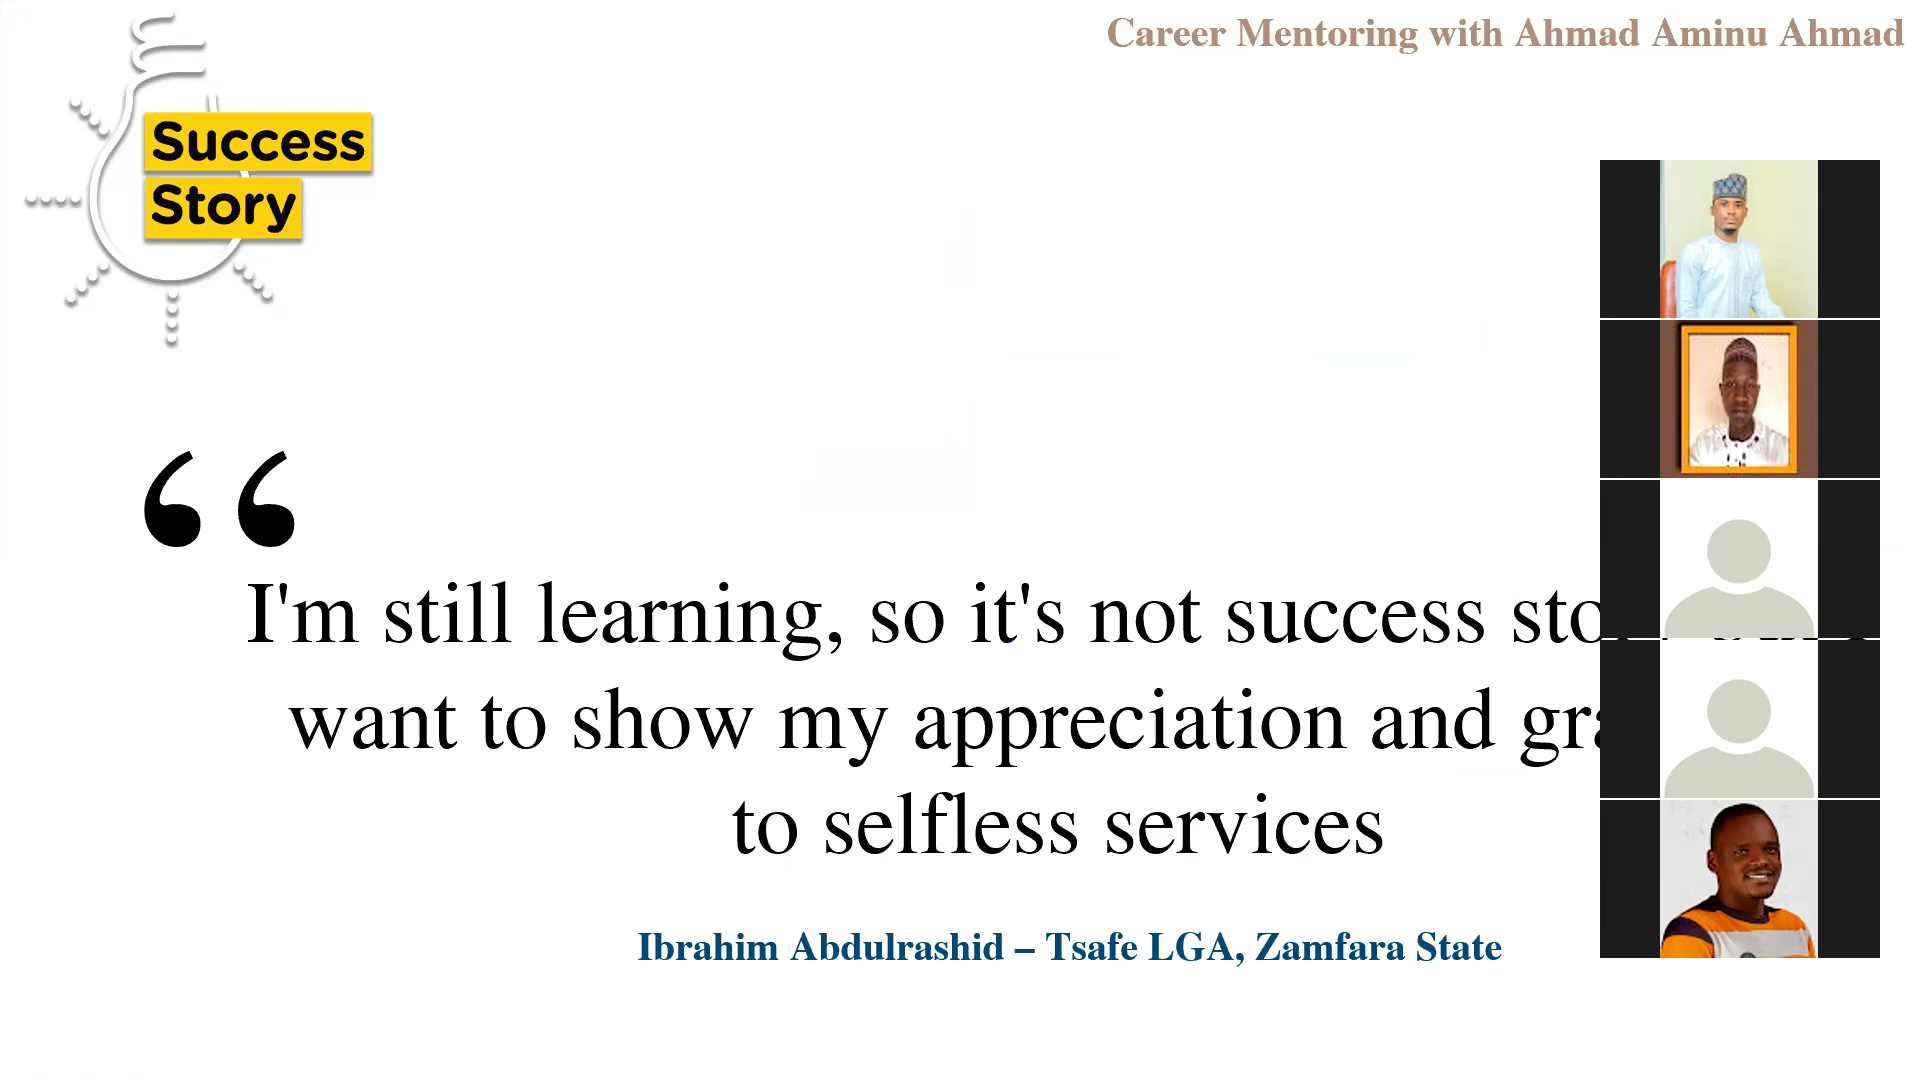 Career Mentoring with Ahmad Aminu Ahmad
Success
Story
“
I'm still learning, so it's not success
want to show my appreciation and
to selfless services
Ibrahim Abdulrashid – Tsafe LGA, Zamfara State